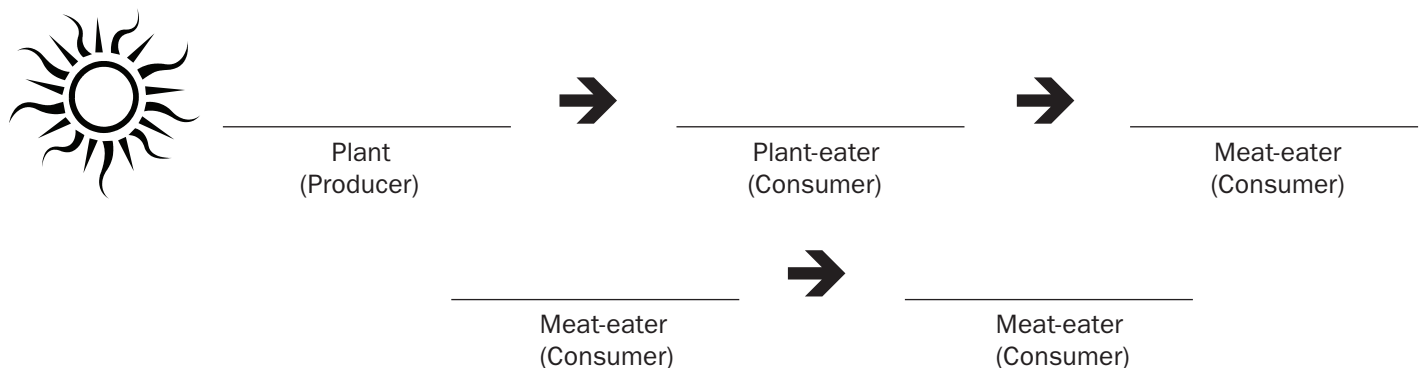 Plant
(Producer)
Plant-eater
(Consumer)
Meat-eater
(Consumer)
Meat-eater
(Consumer)
Meat-eater
(Consumer)